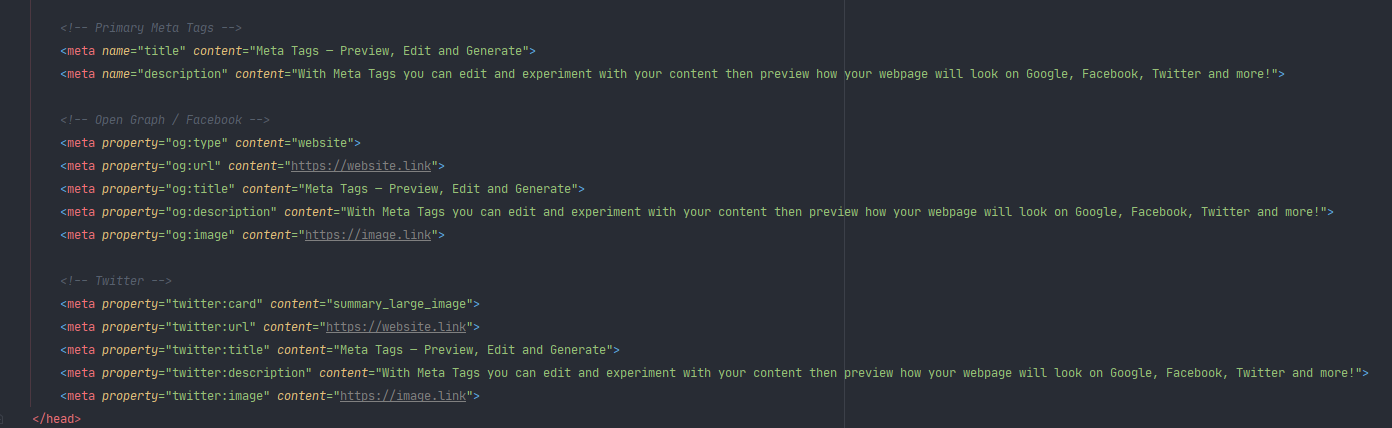 <!-- Primary Meta Tags -->
<meta name="title" content="Meta Tags — Preview, Edit and Generate">
<meta name="description" content="With Meta Tags you can edit and experiment with your content then preview how your webpage will look on Google, Facebook, Twitter and more!">
<!-- Open Graph / Facebook -->
<meta property="og:type" content="website">
<meta property="og:url" content="https://website.link">
<meta property="og:title" content="Meta Tags — Preview, Edit and Generate">
<meta property="og:description" content="With Meta Tags you can edit and experiment with your content then preview how your webpage will look on Google, Facebook, Twitter and more!">
<meta property="og:image" content="https://image.link">
<!-- Twitter -->
<meta property="twitter:card" content="summary_large_image">
<meta property="twitter:url" content="https://website.link">
<meta property="twitter:title" content="Meta Tags — Preview, Edit and Generate">
<meta property="twitter:description" content="With Meta Tags you can edit and experiment with your content then preview how your webpage will look on Google, Facebook, Twitter and more!">
<meta property="twitter:image" content="https://image.link">
</head>